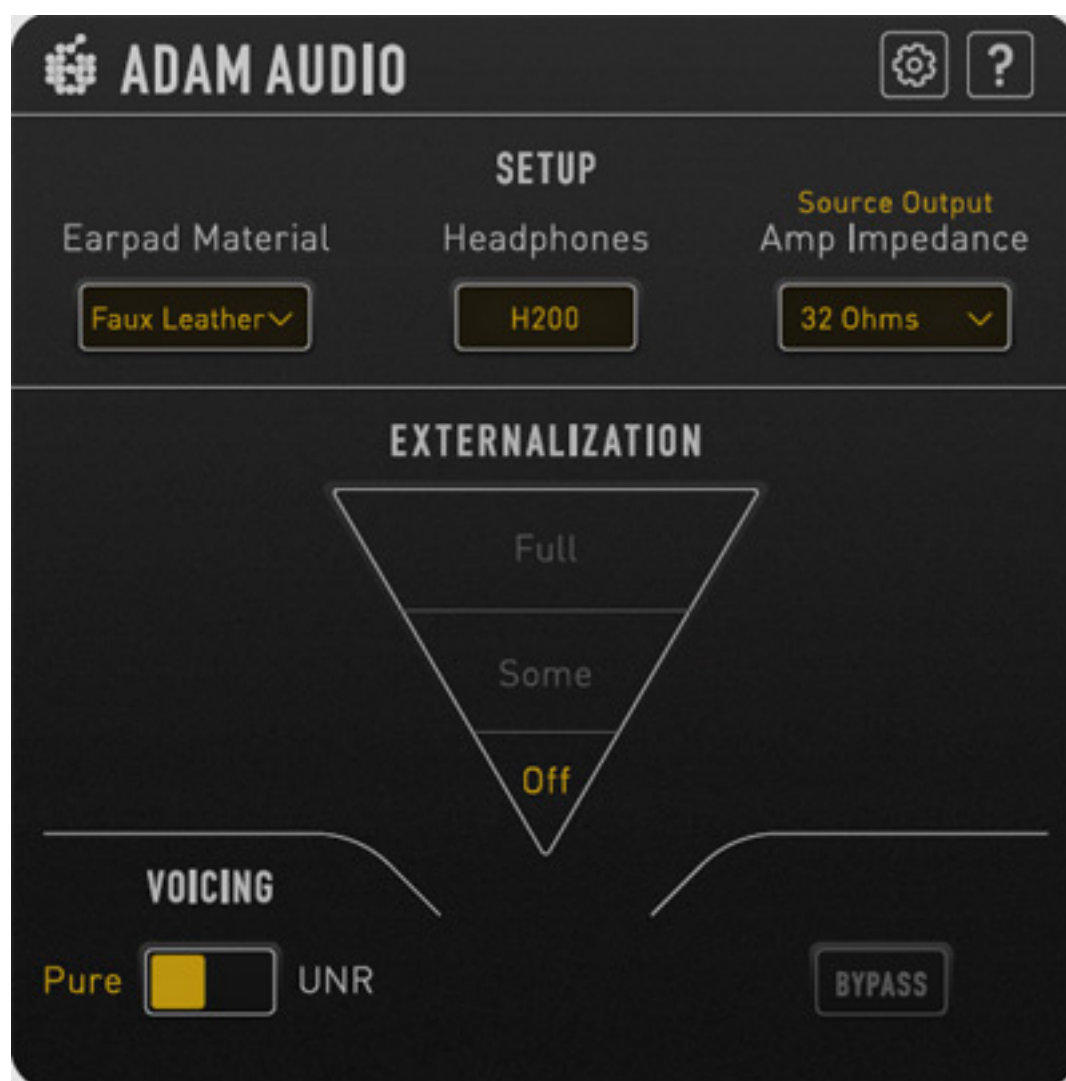 ADAM AUDIO
?
SETUP
Earpad Material
Headphones
Source Output
Amp Impedance
Faux Leather
H200
32 Ohms
EXTERNALIZATION
Full
Some
Off
VOICING
Pure
UNR
BYPASS